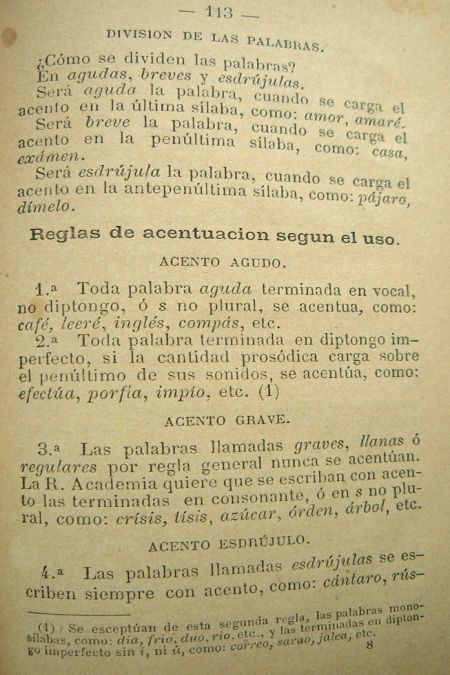 — 113 —
DIVISION DE LAS PALABRAS.
¿Cómo se dividen las palabras?
En agudas, breves y esdrújulas.
Será aguda la palabra, cuando se carga el
acento en la última sílaba, como: amor, amaré.
Será breve la palabra, cuando se carga el
acento en la penúltima sílaba, como: casa,
exámen.
Será esdrújula la palabra, cuando se carga el
acento en la antepenúltima sílaba, como: pájaro,
dímelo.
Reglas de acentuacion segun el uso.
ACENTO AGUDO.
1.ª Toda palabra aguda terminada en vocal,
no diptongo, ó s no plural, se acentua, como:
café, leeré, inglés, compás, etc.
2.ª Toda palabra terminada en diptongo im-
perfecto, si la cantidad prosódica carga sobre
el penúltimo de sus sonidos, se acentúa, como:
efectúa, porfía, impío, etc. (1)
ACENTO GRAVE.
3.ª Las palabras llamadas graves, llanas ó
regulares por regla general nunca se acentúan.
La R. Academia quiere que se escriban con acen-
to las terminadas en consonante, ó en s no plu-
ral, como: crísis, tísis, azúcar, órden, árbol, etc.
ACENTO ESDRÚJULO.
4.ª Las palabras llamadas esdrújulas se es-
criben siempre con acento, como: cántaro, rús-
(1) Se esceptúan de esta segunda regla, las palabras mono-
sílabas, como: dia, frio, duo, rio, etc., y las terminadas en dipton-
go imperfecto sin í, ni ú, como: correo, sarao, jalea, etc.
8